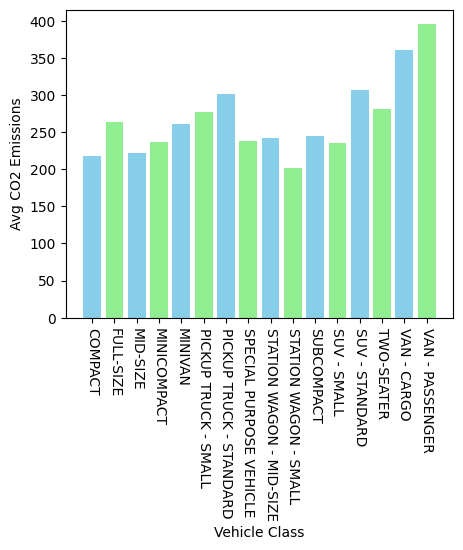 Avg CO2 Emissions
400
350
300
250
200
150
100
50
0
COMPACT
FULL-SIZE
MID-SIZE
MINICOMPACT
MINIVAN
PICKUP TRUCK - SMALL
PICKUP TRUCK - STANDARD
SPECIAL PURPOSE VEHICLE
STATION WAGON - MID-SIZE
STATION WAGON - SMALL
SUBCOMPACT
SUV - SMALL
SUV - STANDARD
TWO-SEATER
VAN - CARGO
VAN - PASSENGER
Vehicle Class